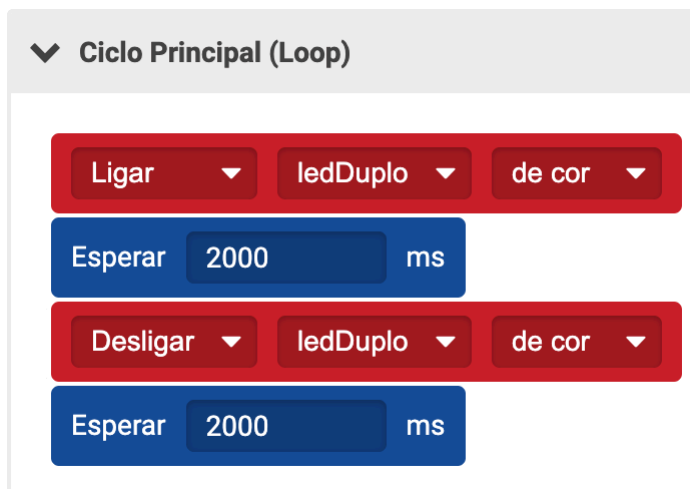 Ciclo Principal (Loop)
Ligar ledDuplo de cor
Esperar 2000 ms
Desligar ledDuplo de cor
Esperar 2000 ms